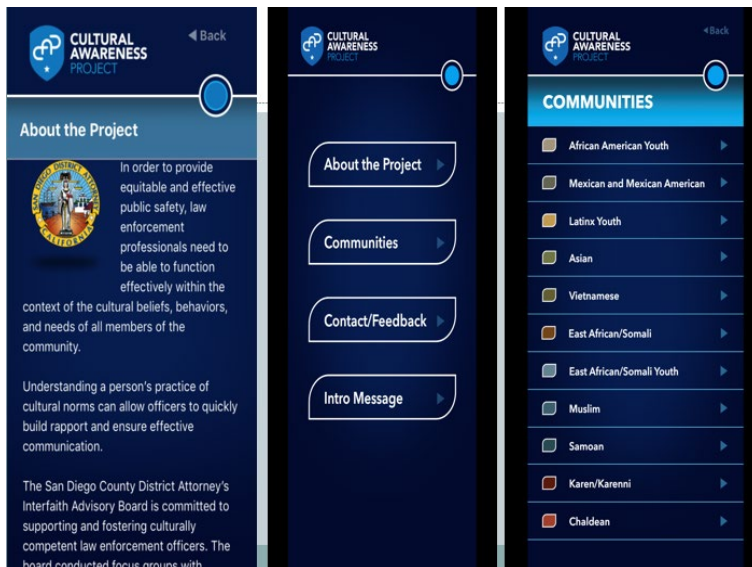 CULTURAL
AWARENESS
PROJECT
Back
About the Project
SAN DIEGO DISTRICT ATTORNEY
CALIFORNIA
In order to provide
equitable and effective
public safety, law
enforcement
professionals need to
be able to function
effectively within the
context of the cultural beliefs, behaviors,
and needs of all members of the
community.
Understanding a person's practice of
cultural norms can allow officers to quickly
build rapport and ensure effective
communication.
The San Diego County District Attorney's
Interfaith Advisory Board is committed to
supporting and fostering culturally
competent law enforcement officers. The
board conducted focus groups with
CULTURAL
AWARENESS
PROJECT
About the Project
Communities
Contact/Feedback
Intro Message
CULTURAL
AWARENESS
PROJECT
Back
COMMUNITIES
African American Youth
Mexican and Mexican American
Latinx Youth
Asian
Vietnamese
East African/Somali
East African/Somali Youth
Muslim
Samoan
Karen/Karenni
Chaldean